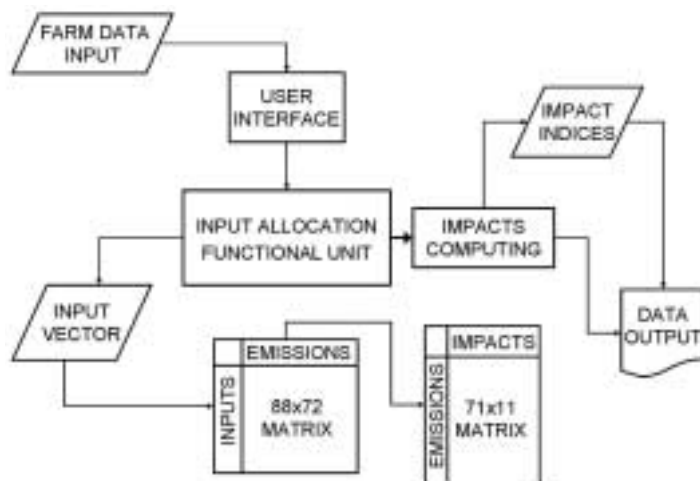 FARM DATA
INPUT
USER
INTERFACE
IMPACT
INDICES
INPUT ALLOCATION
FUNCTIONAL UNIT
IMPACTS
COMPUTING
INPUT
VECTOR
DATA
OUTPUT
EMISSIONS
INPUTS
88x72
MATRIX
IMPACTS
EMISSIONS
71x11
MATRIX